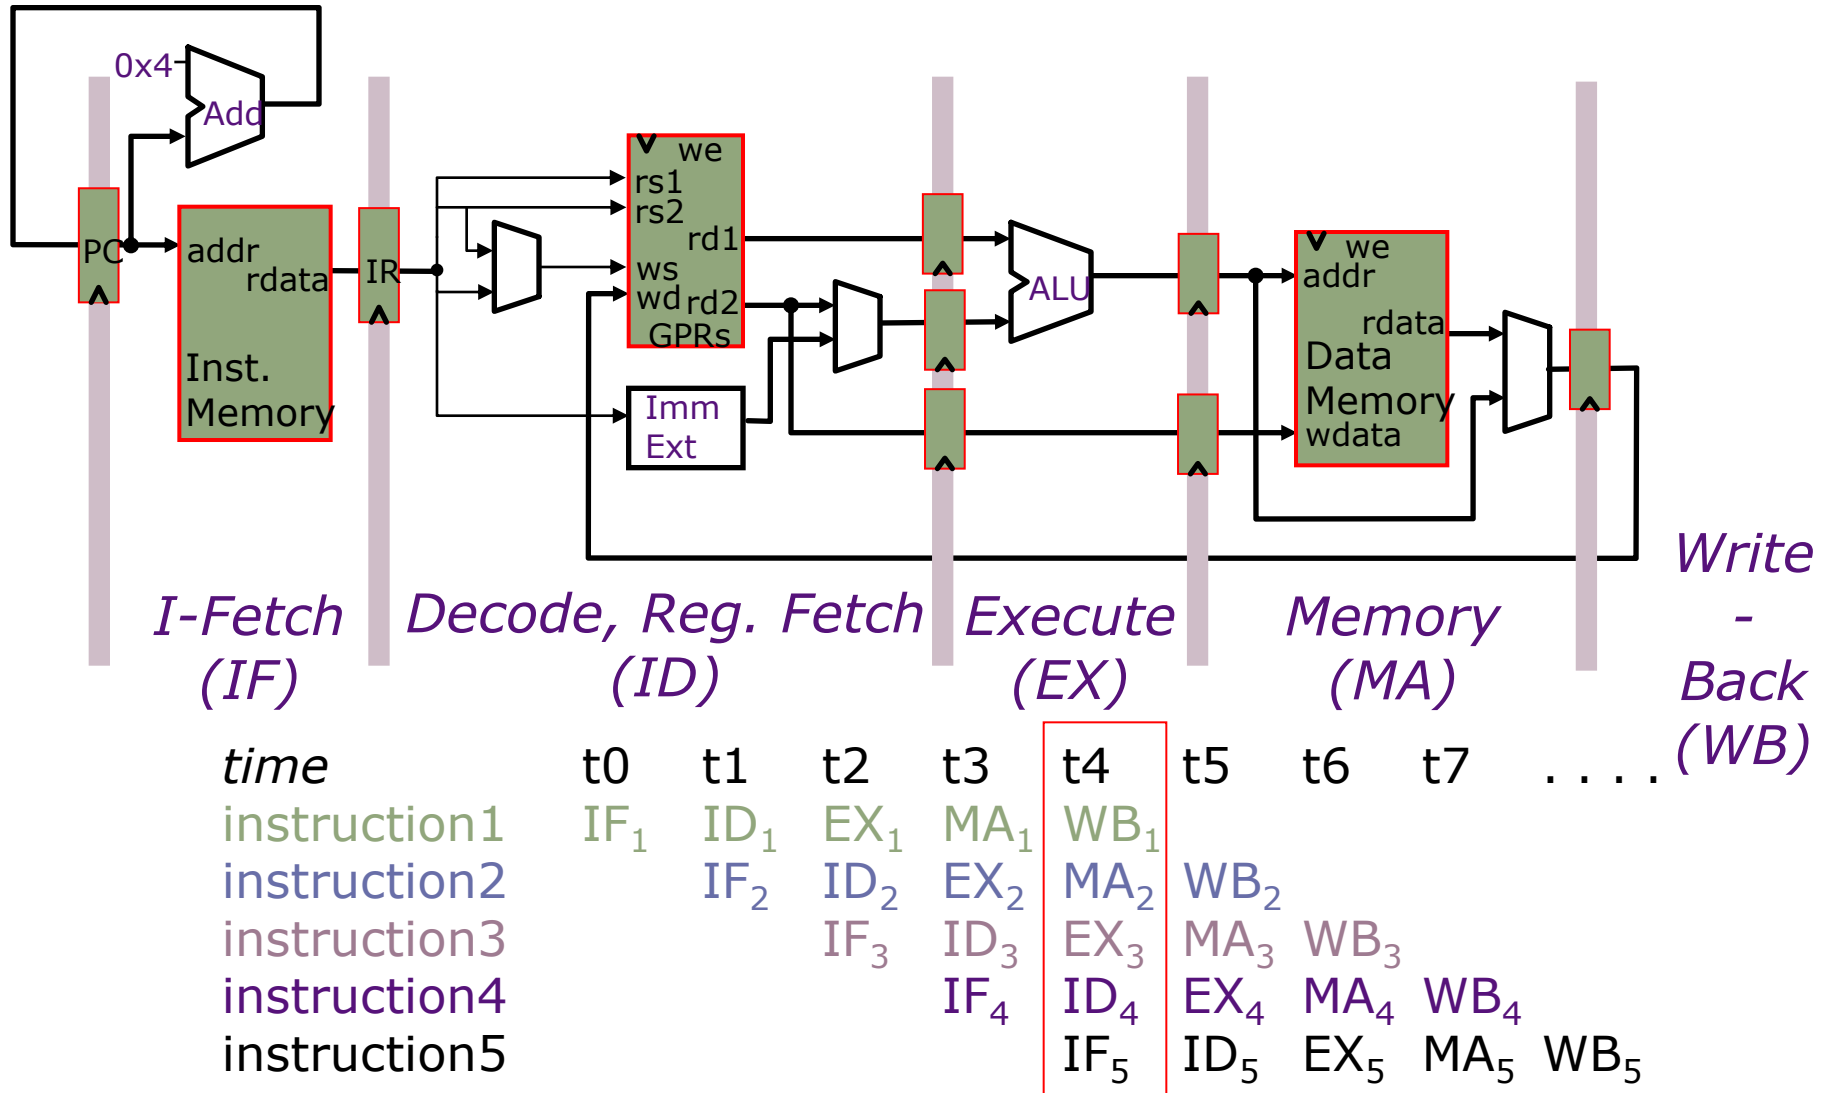 0x4
Add
PC
addr
rdata
Inst.
Memory
IR
we
rs1
rs2
rd1
ws
wd
rd2
GPRs
Imm
Ext
ALU
we
addr
rdata
Data
Memory
wdata
I-Fetch
(IF)
Decode, Reg. Fetch
(ID)
Execute
(EX)
Memory
(MA)
Write
-
Back
(WB)
time t0 t1 t2 t3 t4 t5 t6 t7 . . . .
instruction1 IF1 ID1 EX1 MA1 WB1
instruction2 IF2 ID2 EX2 MA2 WB2
instruction3 IF3 ID3 EX3 MA3 WB3
instruction4 IF4 ID4 EX4 MA4 WB4
instruction5 IF5 ID5 EX5 MA5 WB5